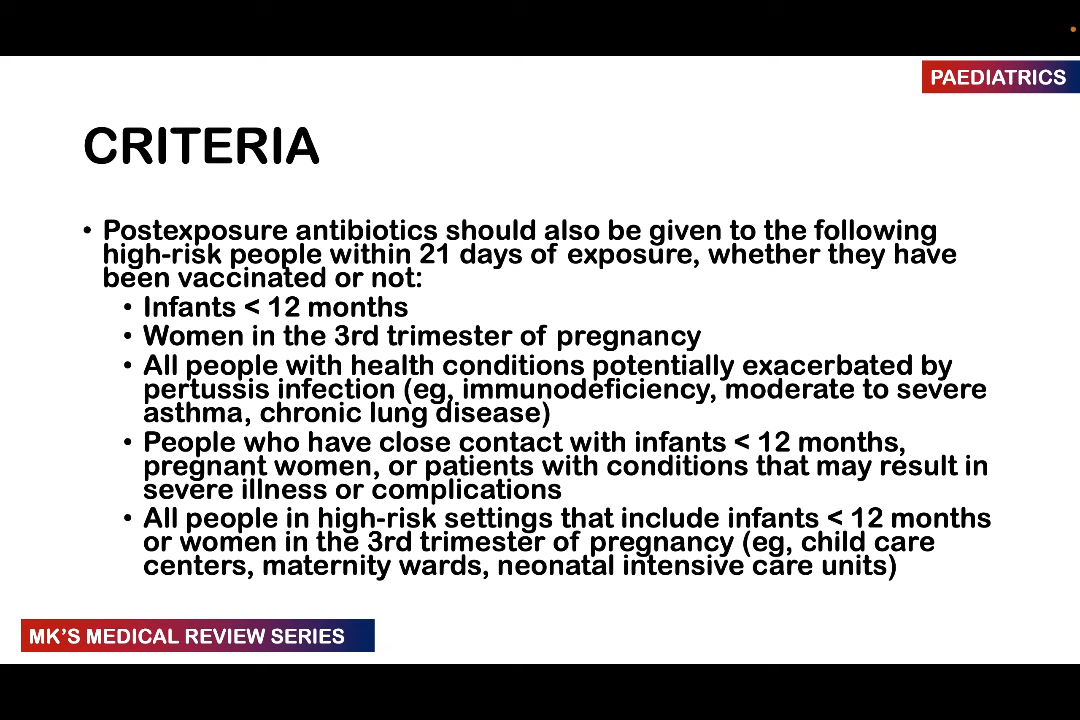 PAEDIATRICS
CRITERIA
• Postexposure antibiotics should also be given to the following
high-risk people within 21 days of exposure, whether they have
been vaccinated or not:
• Infants < 12 months
• Women in the 3rd trimester of pregnancy
• All people with health conditions potentially exacerbated by
pertussis infection (eg, immunodeficiency, moderate to severe
asthma, chronic lung disease)
• People who have close contact with infants < 12 months,
pregnant women, or patients with conditions that may result in
severe illness or complications
• All people in high-risk settings that include infants < 12 months
or women in the 3rd trimester of pregnancy (eg, child care
centers, maternity wards, neonatal intensive care units)
MK'S MEDICAL REVIEW SERIES